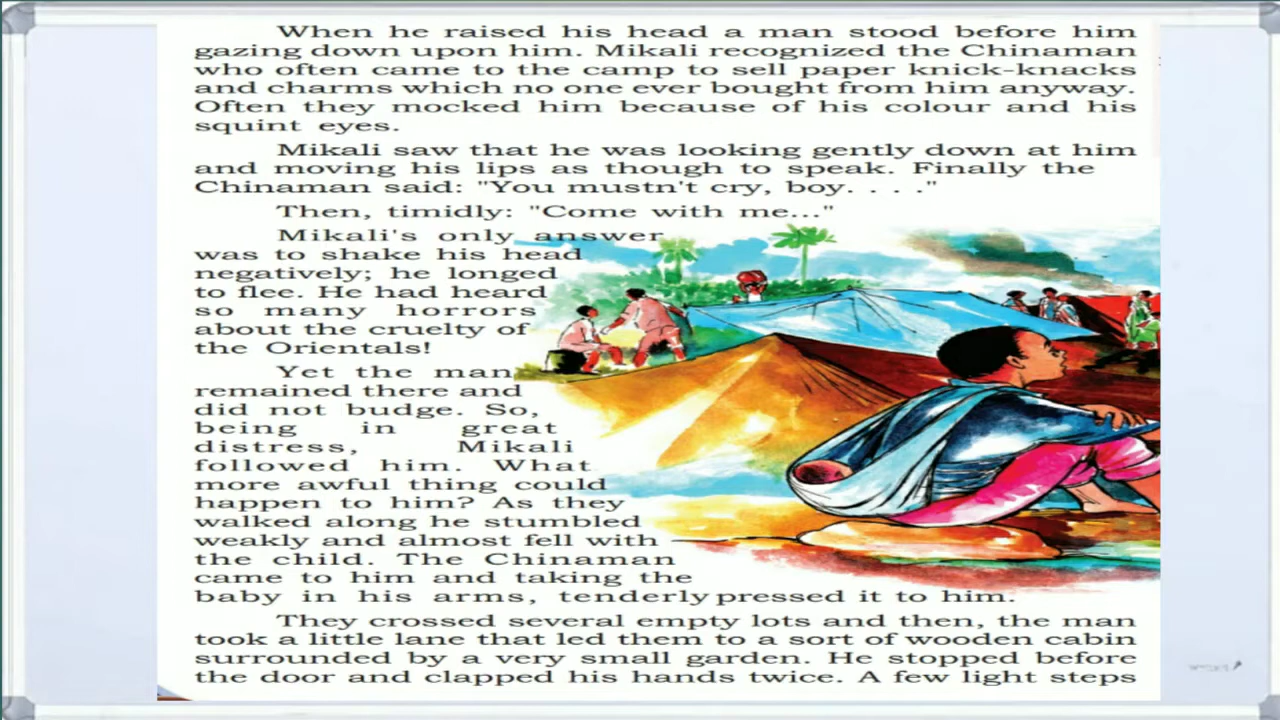 When he raised his head a man stood before him
gazing down upon him. Mikali recognized the Chinaman
who often came to the camp to sell paper knick-knacks
and charms which no one ever bought from him anyway.
Often they mocked him because of his colour and his
squint eyes.
Mikali saw that he was looking gently down at him
and moving his lips as though to speak. Finally the
Chinaman said: "You mustn't cry, boy. . . ."
Then, timidly: "Come with me..."
Mikali's only answer
was to shake his head
negatively; he longed
to flee. He had heard
so many horrors
about the cruelty of
the Orientals!
Yet the man
remained there and
did not budge. So,
being in great
distress, Mikali
followed him. What
more awful thing could
happen to him? As they
walked along he stumbled
weakly and almost fell with
the child. The Chinaman
came to him and taking the
baby in his arms, tenderly pressed it to him.
They crossed several empty lots and then, the man
took a little lane that led them to a sort of wooden cabin
surrounded by a very small garden. He stopped before
the door and clapped his hands twice. A few light steps